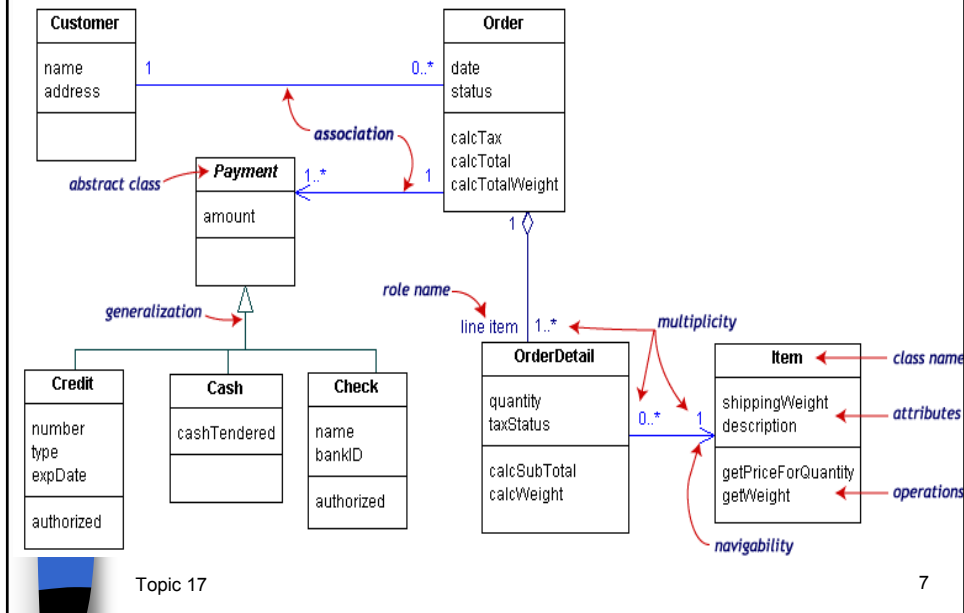 Customer
name
address
1
0..*
Order
date
status
calcTax
calcTotal
calcTotalWeight
association
abstract class
Payment
1..*
1
amount
1
generalization
role name
line item
1..*
multiplicity
Credit
number
type
expDate
authorized
Cash
cashTendered
Check
name
bankID
authorized
OrderDetail
quantity
taxStatus
calcSubTotal
calcWeight
0..*
1
Item
shippingWeight
description
getPriceForQuantity
getWeight
class name
attributes
operations
navigability
Topic 17
7